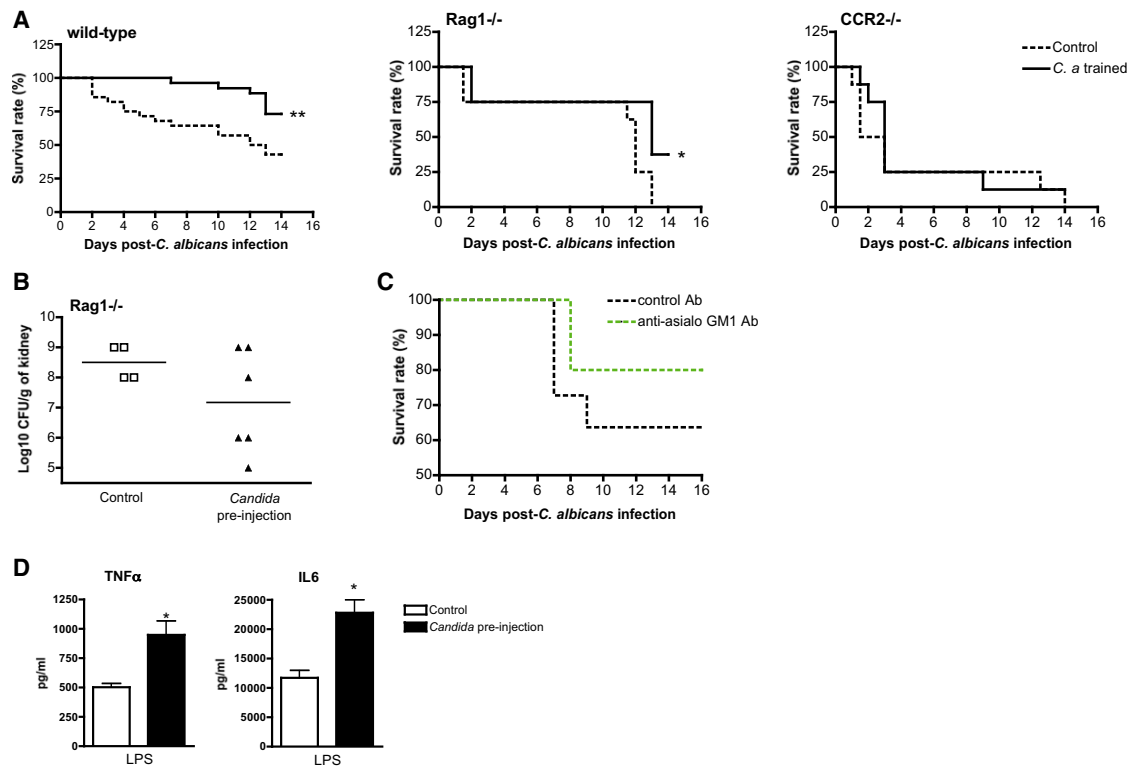 A
wild-type
Survival rate (%)
125
100
75
50
25
0
**
0 2 4 6 8 10 12 14 16
Days post-C. albicans infection
Rag1-/-
Survival rate (%)
125
100
75
50
25
0
*
0 2 4 6 8 10 12 14 16
Days post-C. albicans infection
CCR2-/-
Control
C. a trained
Survival rate (%)
125
100
75
50
25
0
0 2 4 6 8 10 12 14 16
Days post-C. albicans infection
B
Rag1-/-
Log10 CFU/g of kidney
10
9
8
7
6
5
Control
Candida
pre-injection
C
control Ab
anti-asialo GM1 Ab
Survival rate (%)
100
90
80
70
60
50
0 2 4 6 8 10 12 14 16
Days post-C. albicans infection
D
TNFα
pg/ml
1250
1000
750
500
250
0
*
LPS
IL6
pg/ml
25000
20000
15000
10000
5000
0
*
LPS
Control
Candida pre-injection